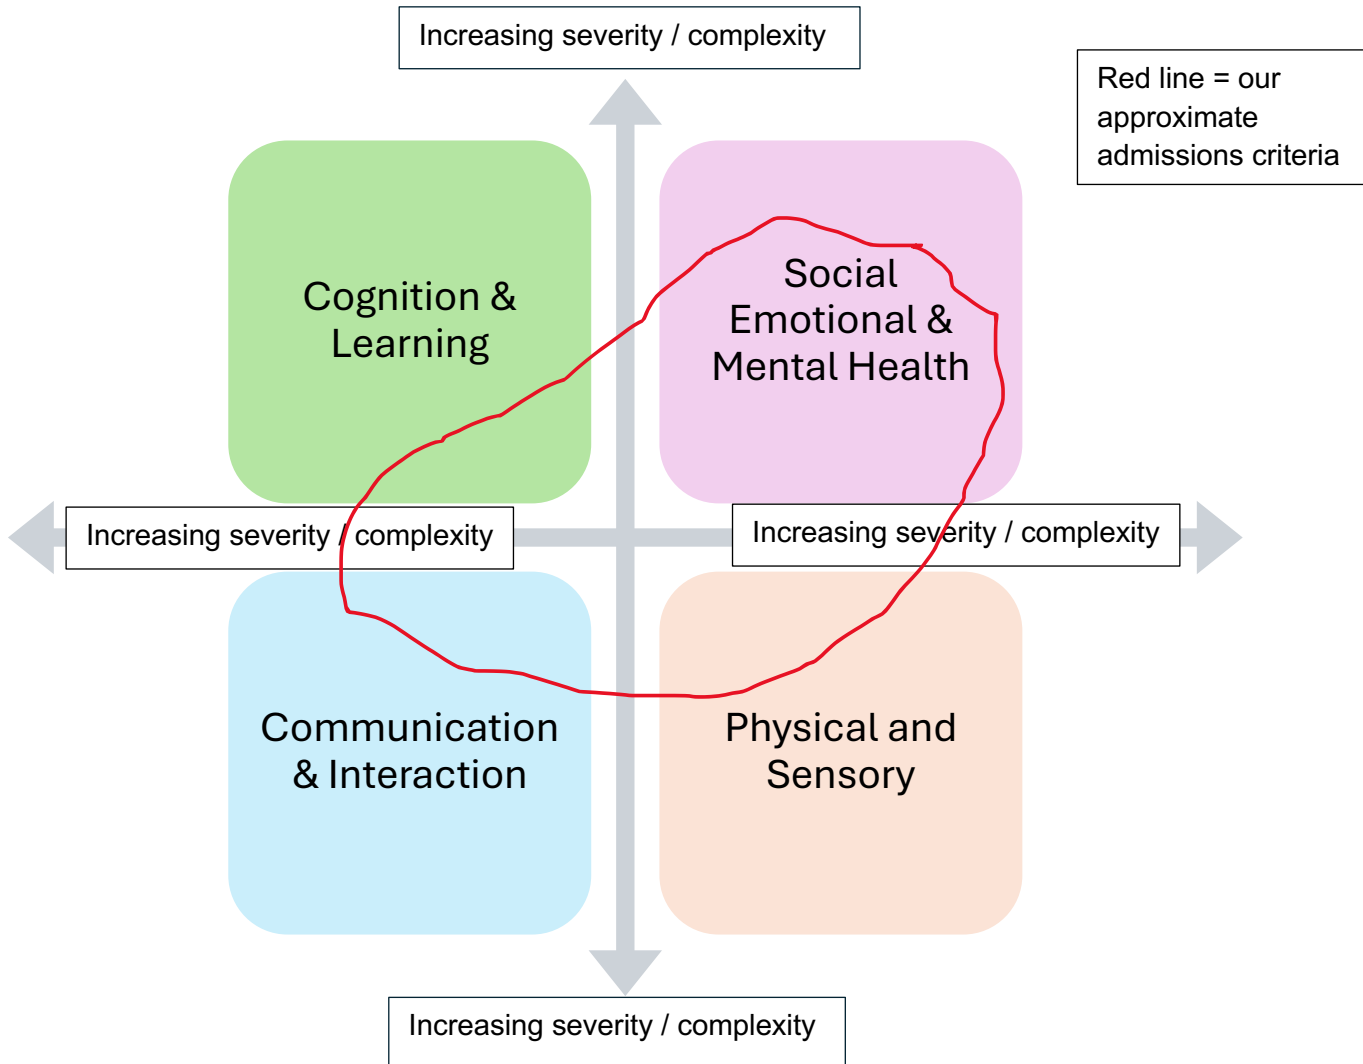 Increasing severity / complexity
Red line = our
approximate
admissions criteria
Cognition &
Learning
Social
Emotional &
Mental Health
Increasing severity / complexity
Increasing severity / complexity
Communication
& Interaction
Physical and
Sensory
Increasing severity / complexity